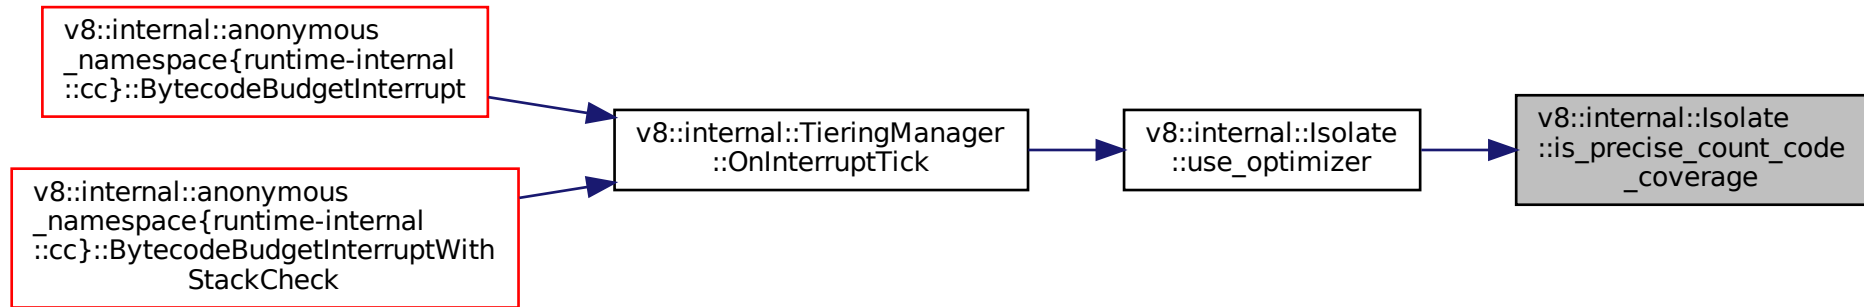 v8::internal::anonymous
_namespace{runtime-internal
::cc}::BytecodeBudgetInterrupt
v8::internal::anonymous
_namespace{runtime-internal
::cc}::BytecodeBudgetInterruptWith
StackCheck
v8::internal::TieringManager
::OnInterruptTick
v8::internal::Isolate
::use_optimizer
v8::internal::Isolate
::is_precise_count_code
_coverage